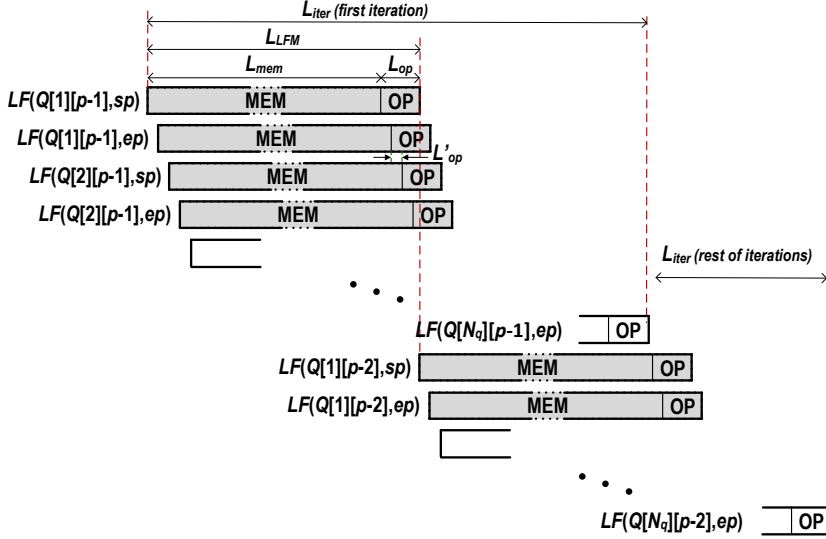 L_iter (first iteration)
L_LFM
L_mem L_op
LF(Q[1][p-1],sp) MEM OP
LF(Q[1][p-1],ep) MEM OP
L'_op
LF(Q[2][p-1],sp) MEM OP
LF(Q[2][p-1],ep) MEM OP
L_iter (rest of iterations)
LF(Q[N_q][p-1],ep) OP
LF(Q[1][p-2],sp) MEM OP
LF(Q[1][p-2],ep) MEM OP
LF(Q[N_q][p-2],ep) OP